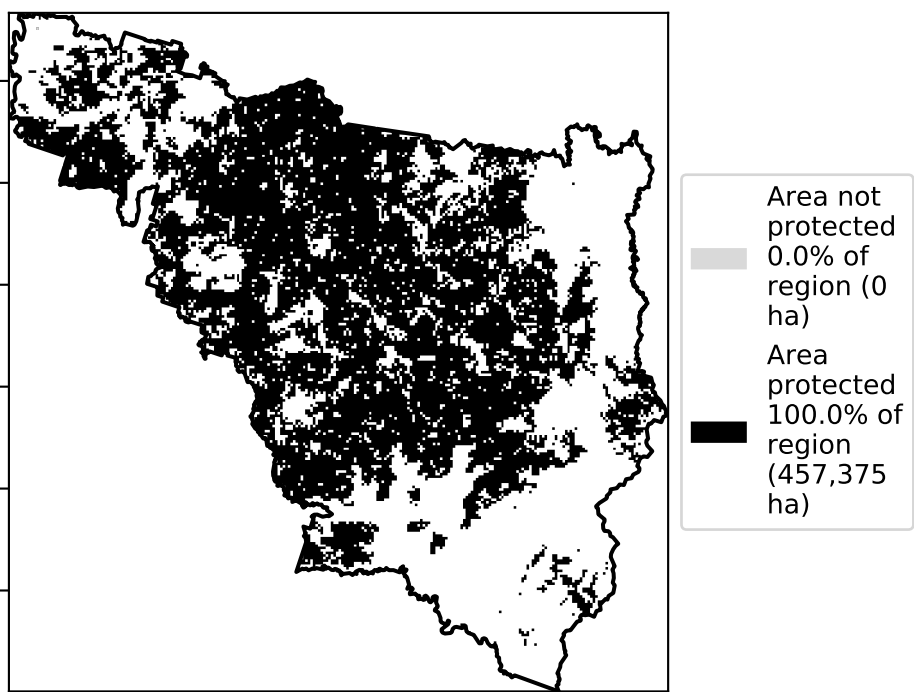 Area not
protected
0.0% of
region (0
ha)
Area
protected
100.0% of
region
(457,375
ha)